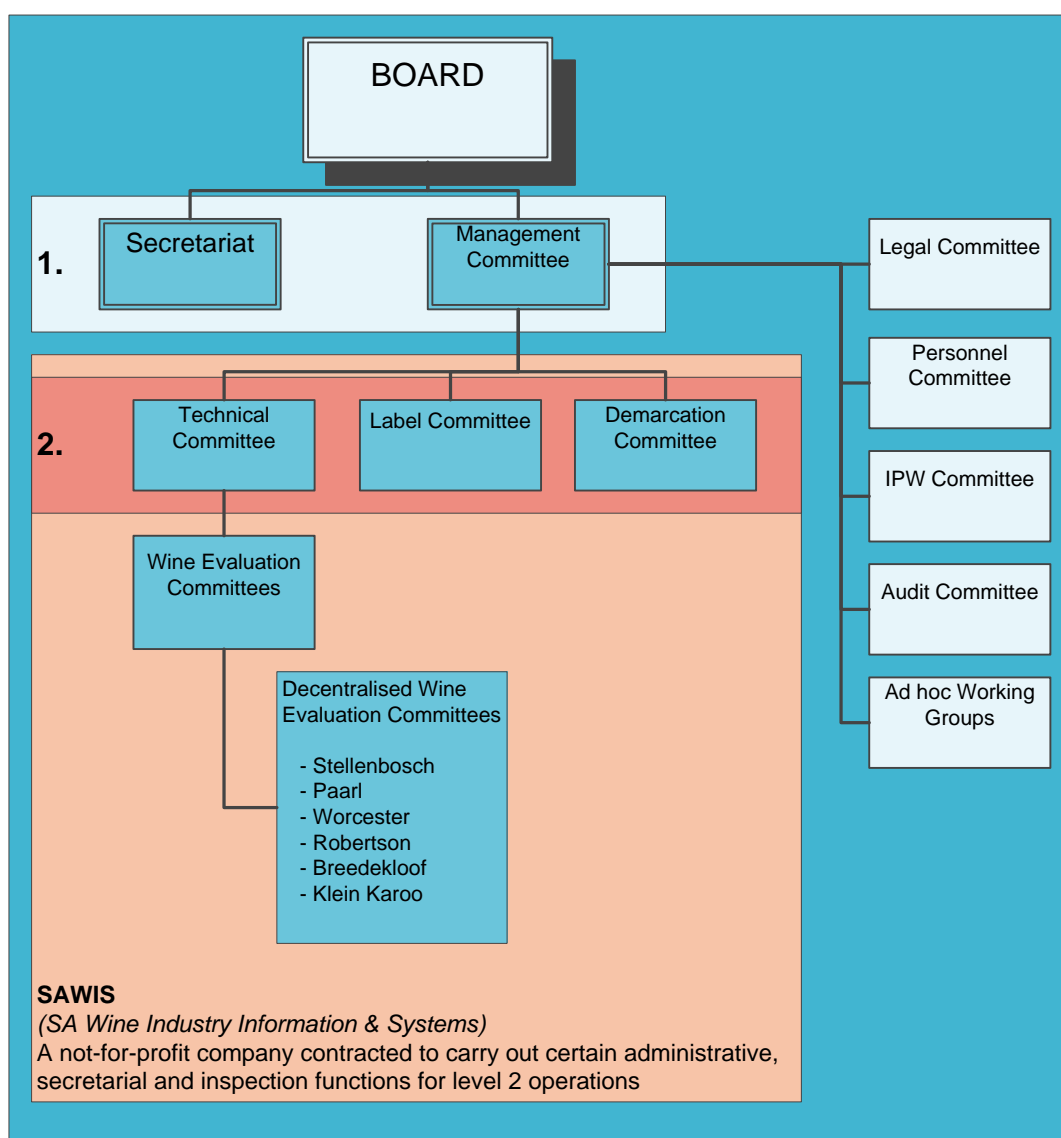 BOARD
1.
Secretariat
Management
Committee
Legal Committee
Personnel
Committee
IPW Committee
Audit Committee
Ad hoc Working
Groups
2.
Technical
Committee
Label Committee
Demarcation
Committee
Wine Evaluation
Committees
Decentralised Wine
Evaluation Committees
- Stellenbosch
- Paarl
- Worcester
- Robertson
- Breedekloof
- Klein Karoo
SAWIS
(SA Wine Industry Information & Systems)
A not-for-profit company contracted to carry out certain administrative,
secretarial and inspection functions for level 2 operations